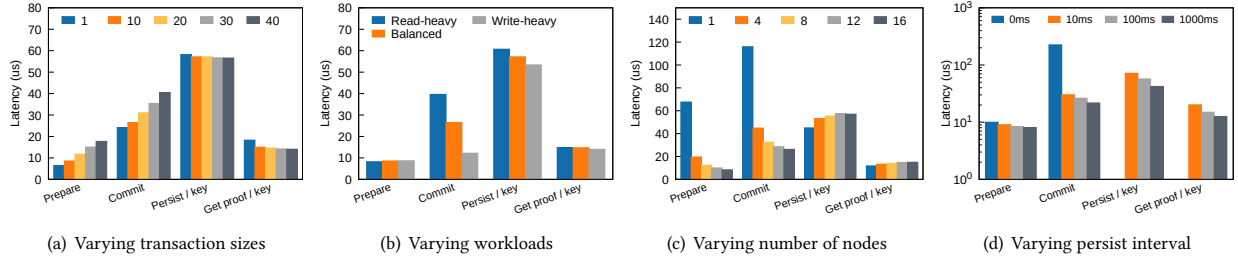 80
70
60
50
40
30
20
10
0
Latency (us)
1 10 20 30 40
Prepare
Commit
Persist / key
Get proof / key
(a) Varying transaction sizes
80
70
60
50
40
30
20
10
0
Latency (us)
Read-heavy Write-heavy
Balanced
Prepare
Commit
Persist / key
Get proof / key
(b) Varying workloads
140
120
100
80
60
40
20
0
Latency (us)
1 4 8 12 16
Prepare
Commit
Persist / key
Get proof / key
(c) Varying number of nodes
10³
10²
10¹
10⁰
Latency (us)
0ms 10ms 100ms 1000ms
Prepare
Commit
Persist / key
Get proof / key
(d) Varying persist interval